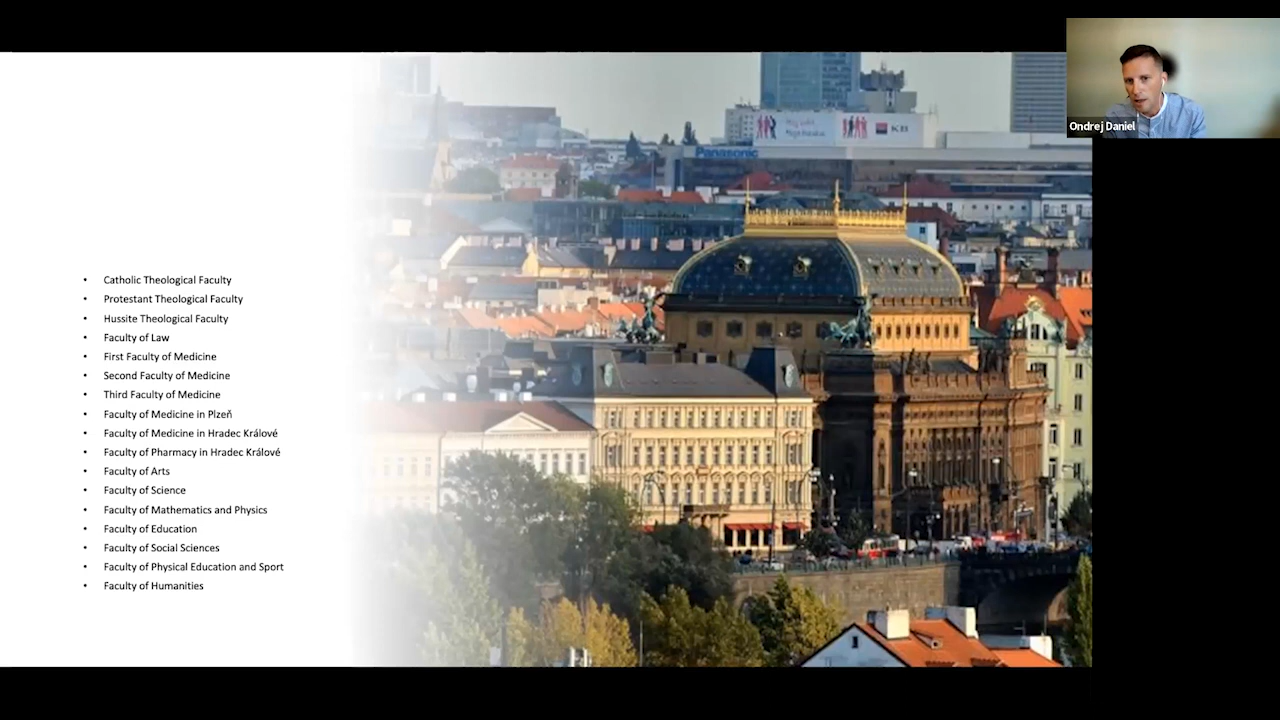 Catholic Theological Faculty
Protestant Theological Faculty
Hussite Theological Faculty
Faculty of Law
First Faculty of Medicine
Second Faculty of Medicine
Third Faculty of Medicine
Faculty of Medicine in Plzeň
Faculty of Medicine in Hradec Králové
Faculty of Pharmacy in Hradec Králové
Faculty of Arts
Faculty of Science
Faculty of Mathematics and Physics
Faculty of Education
Faculty of Social Sciences
Faculty of Physical Education and Sport
Faculty of Humanities
KB
Panasonic
Ondrej Daniel